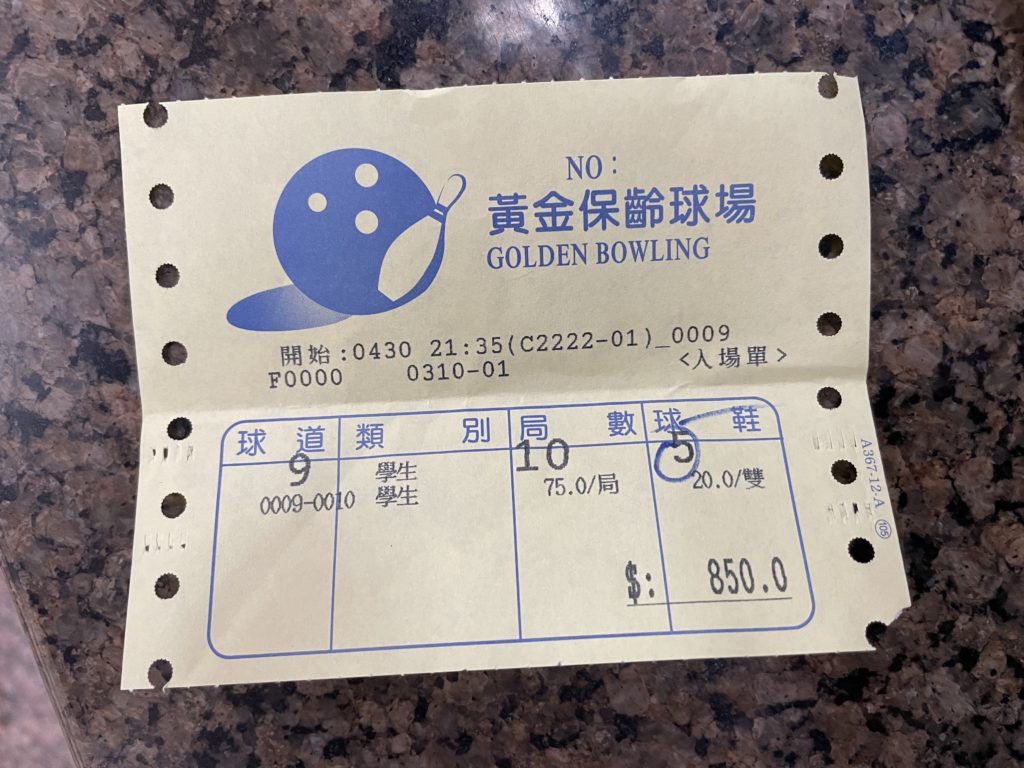 NO：
黃金保齡球場
GOLDEN BOWLING
開始:0430 21:35(C2222-01)_0009
F0000 0310-01 <入場單>
球道 類別 局數 球鞋
9 學生 10 5
0009-0010 學生 75.0/局 20.0/雙
$: 850.0
A367-12-A 105